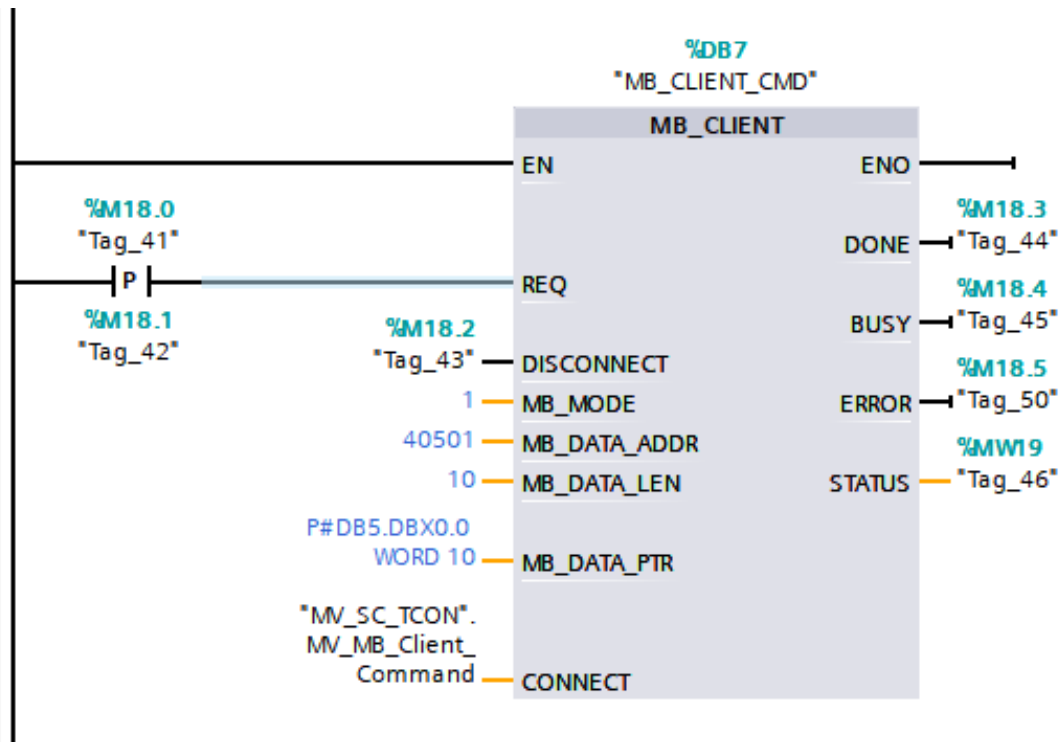 %DB7
"MB_CLIENT_CMD"
MB_CLIENT
EN
ENO
%M18.0
"Tag_41"
P
%M18.1
"Tag_42"
REQ
%M18.2
"Tag_43"
DISCONNECT
1
MB_MODE
40501
MB_DATA_ADDR
10
MB_DATA_LEN
P#DB5.DBX0.0
WORD 10
MB_DATA_PTR
"MV_SC_TCON".
MV_MB_Client_
Command
CONNECT
%M18.3
DONE
"Tag_44"
%M18.4
BUSY
"Tag_45"
%M18.5
ERROR
"Tag_50"
%MW19
STATUS
"Tag_46"